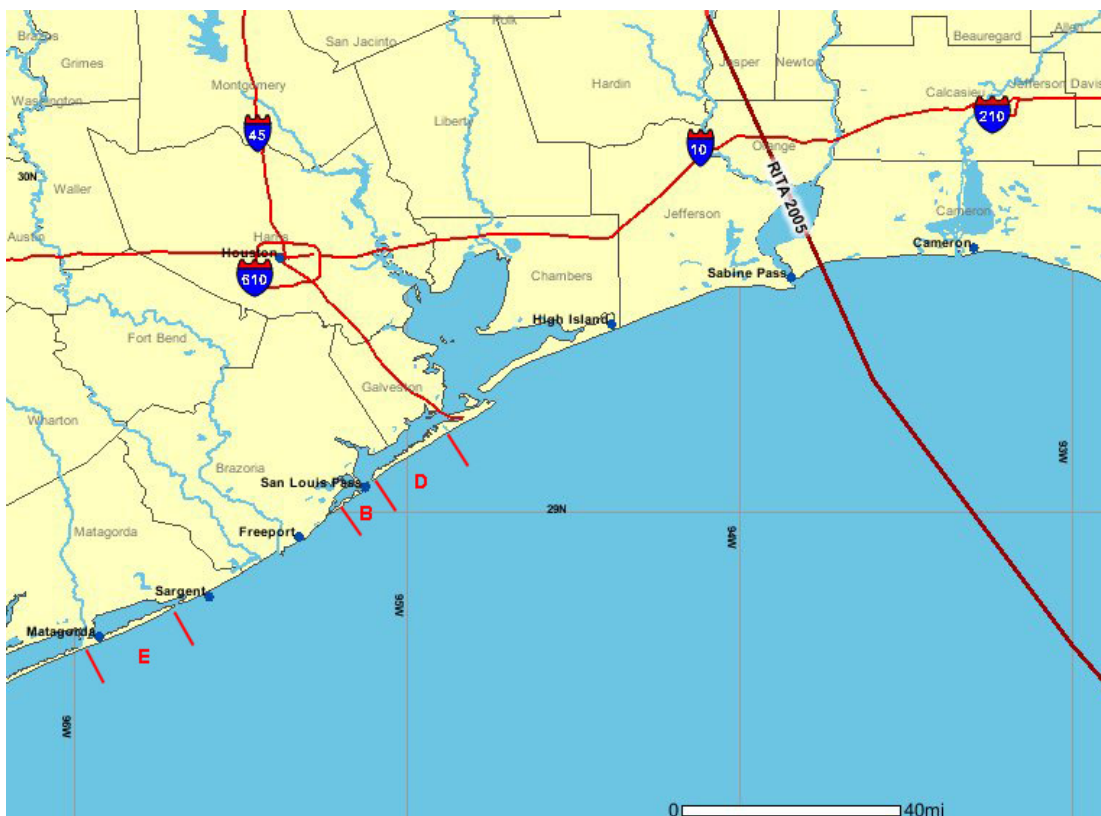 Brazos
Grimes
San Jacinto
Polk
Hardin
Jasper
Newton
Beauregard
Allen
Washington
Montgomery
Liberty
Calcasieu
Jefferson Davis
45
10
210
Orange
30N
Waller
RITA 2005
Jefferson
Cameron
Austin
Harris
Houston
Cameron
610
Chambers
Sabine Pass
High Island
Fort Bend
Galveston
Wharton
93W
Brazoria
San Louis Pass
D
B
29N
94W
Matagorda
Freeport
Sargent
95W
Matagorda
E
96W
0
40mi